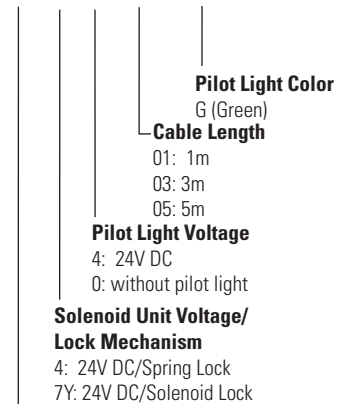 Pilot Light Color
G (Green)
Cable Length
01: 1m
03: 3m
05: 5m
Pilot Light Voltage
4: 24V DC
0: without pilot light
Solenoid Unit Voltage/
Lock Mechanism
4: 24V DC/Spring Lock
7Y: 24V DC/Solenoid Lock